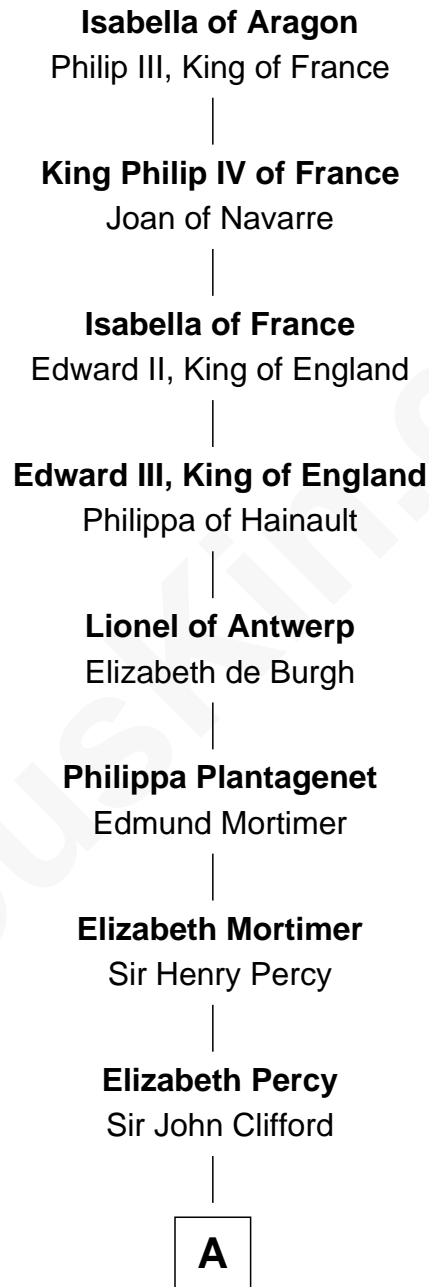 Isabella of Aragon
Philip III, King of France
King Philip IV of France
Joan of Navarre
Isabella of France
Edward II, King of England
Edward III, King of England
Philippa of Hainault
Lionel of Antwerp
Elizabeth de Burgh
Philippa Plantagenet
Edmund Mortimer
Elizabeth Mortimer
Sir Henry Percy
Elizabeth Percy
Sir John Clifford
A